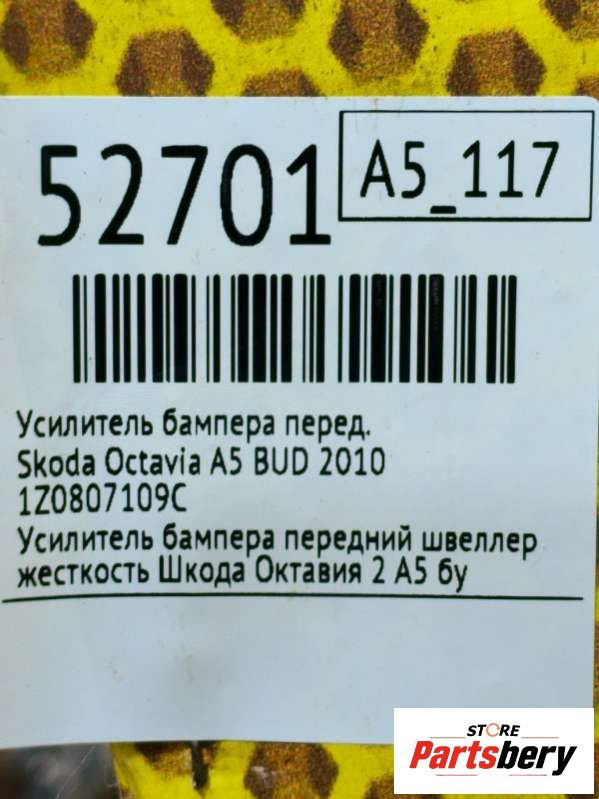 52701
A5_117
Усилитель бампера перед.
Skoda Octavia A5 BUD 2010
1Z0807109C
Усилитель бампера передний швеллер
жесткость Шкода Октавия 2 А5 бу
STORE
Partsbery